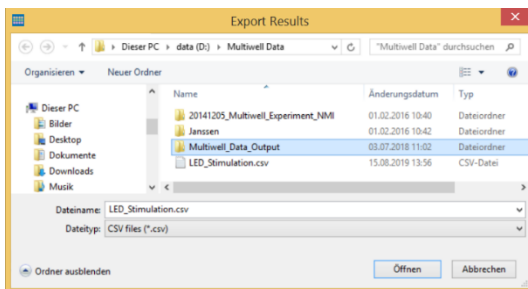 Export Results
Dieser PC › data (D:) › Multiwell Data
"Multiwell Data" durchsuchen
Organisieren
Neuer Ordner
Name
Änderungsdatum
Typ
Dieser PC
Bilder
Desktop
Dokumente
Downloads
Musik
20141205_Multiwell_Experiment_NMI
01.02.2016 10:40
Dateiordner
Janssen
01.02.2016 10:42
Dateiordner
Multiwell_Data_Output
03.07.2018 11:02
Dateiordner
LED_Stimulation.csv
15.08.2019 13:56
CSV-Datei
Dateiname: LED_Stimulation.csv
Dateityp: CSV files (*.csv)
Ordner ausblenden
Öffnen
Abbrechen